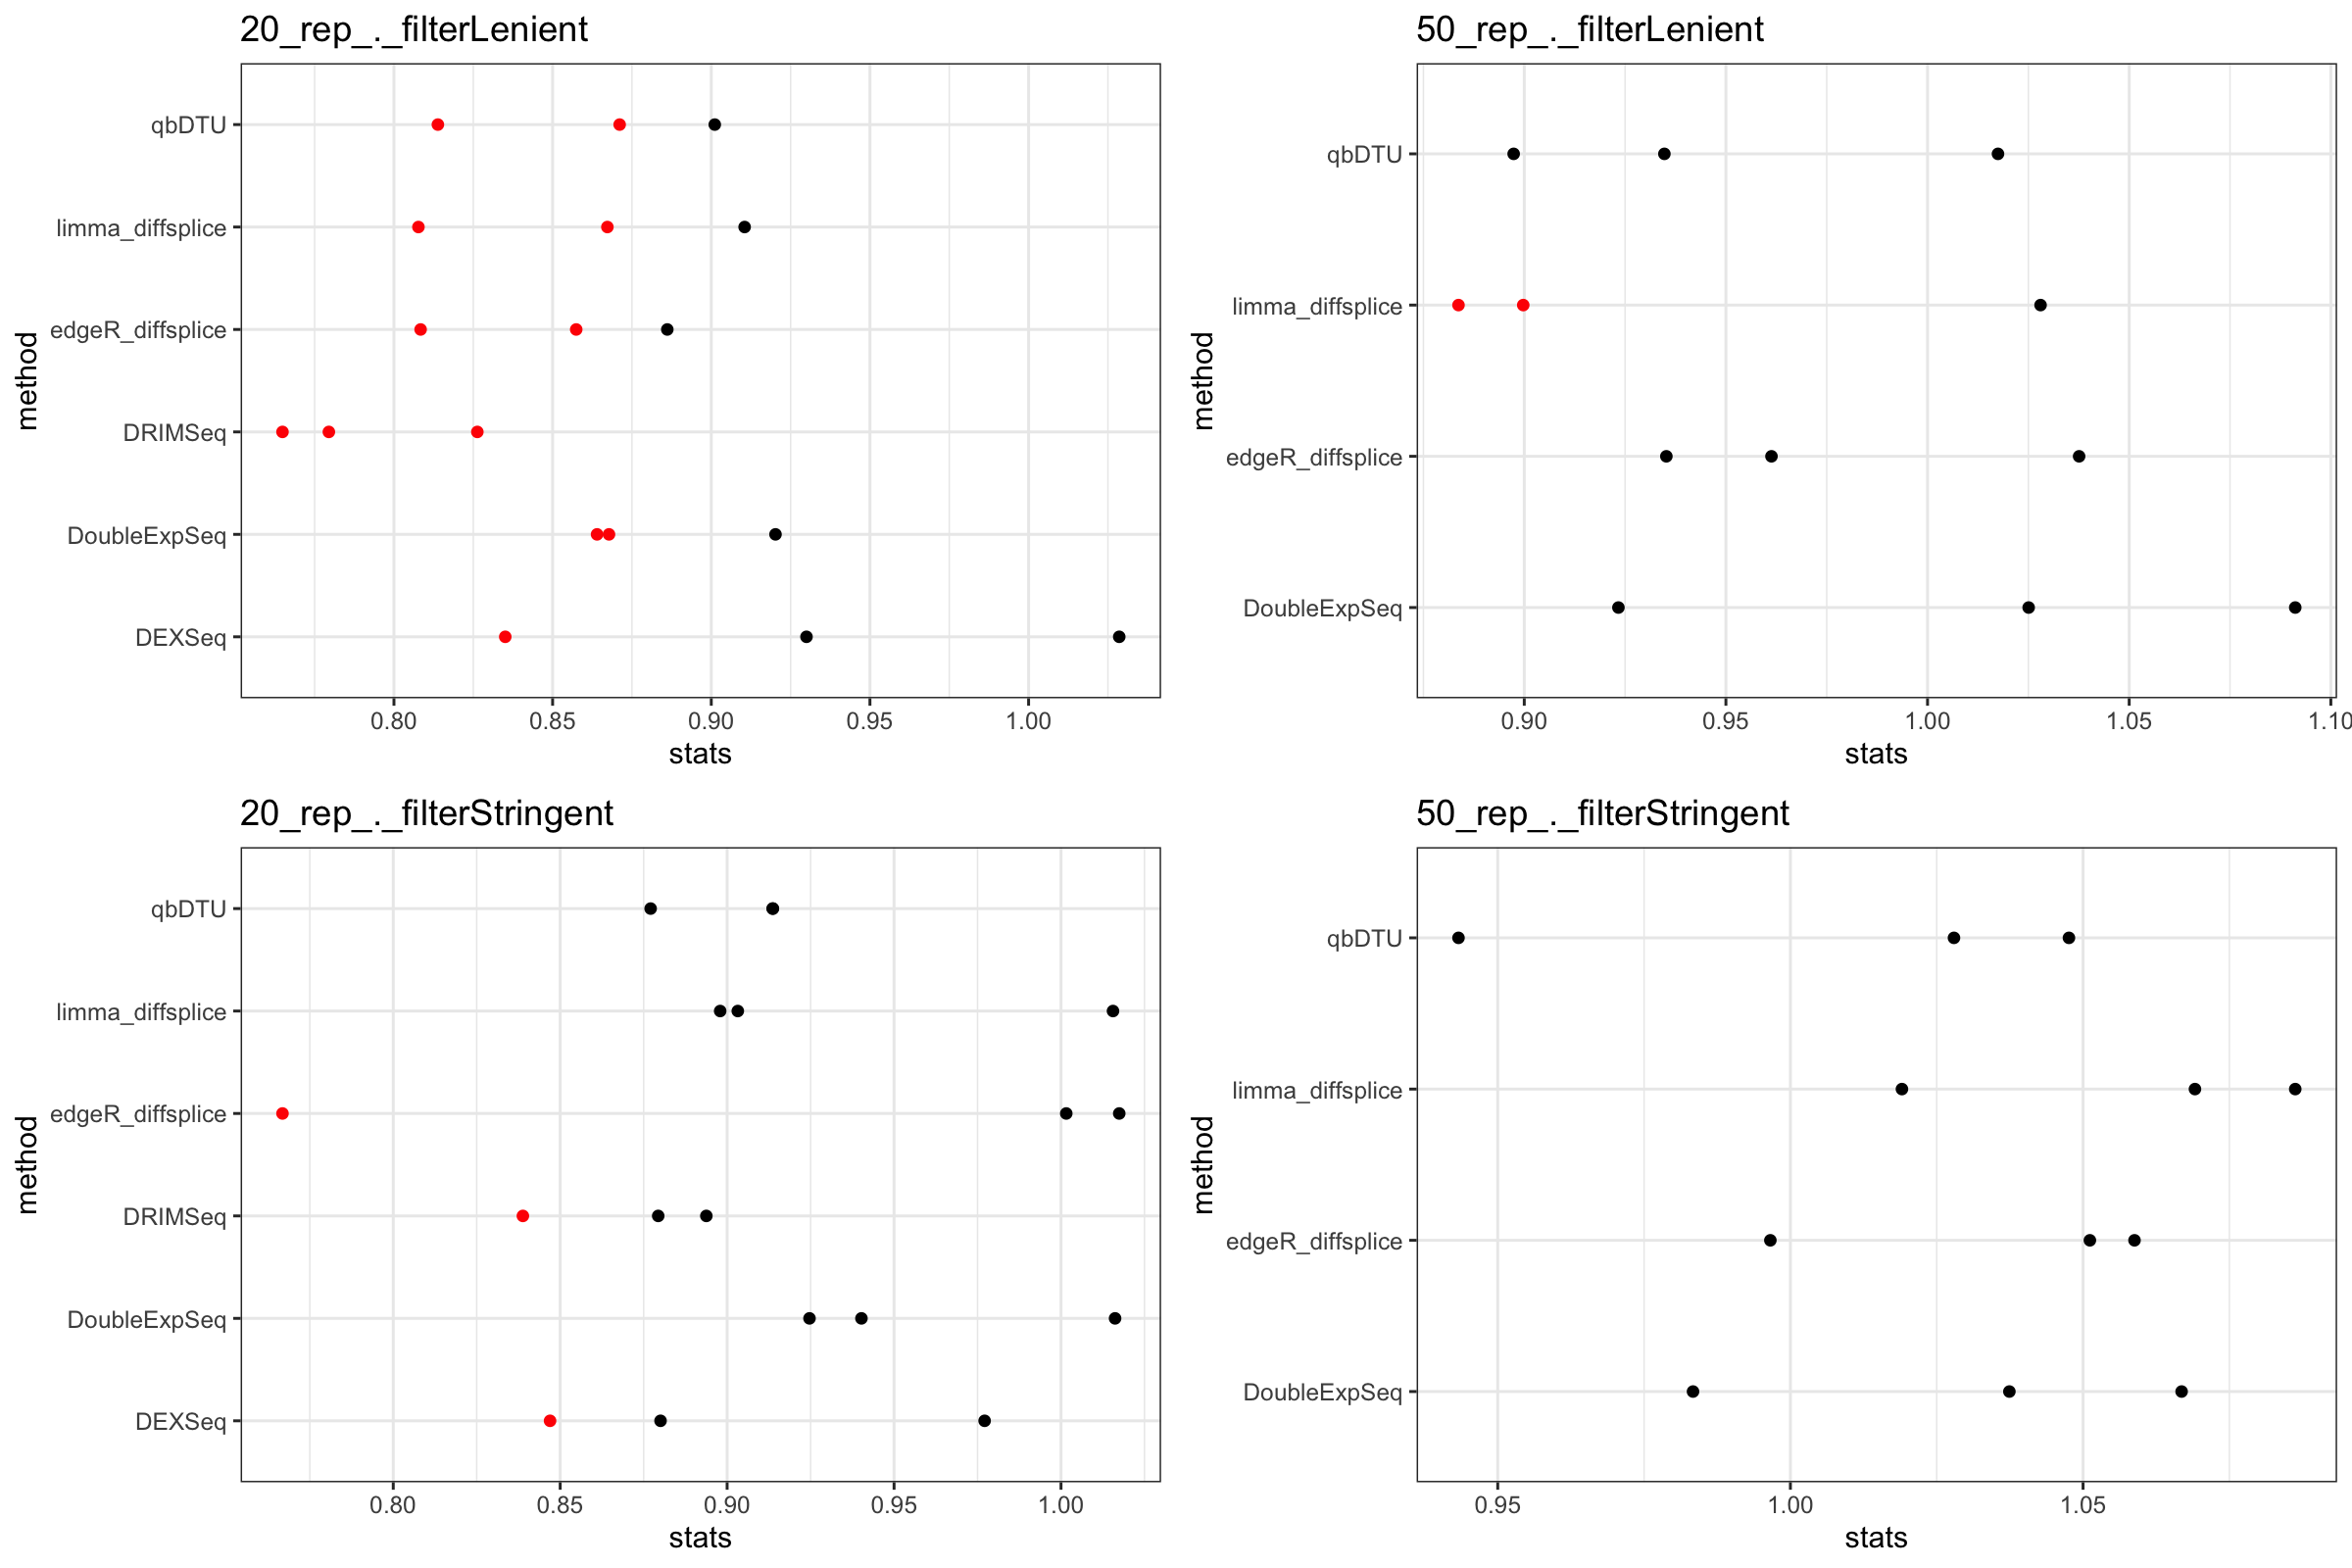 20_rep_._filterLenient
method
qbDTU
limma_diffsplice
edgeR_diffsplice
DRIMSeq
DoubleExpSeq
DEXSeq
0.80 0.85 0.90 0.95 1.00
stats
50_rep_._filterLenient
method
qbDTU
limma_diffsplice
edgeR_diffsplice
DoubleExpSeq
0.90 0.95 1.00 1.05 1.10
stats
20_rep_._filterStringent
method
qbDTU
limma_diffsplice
edgeR_diffsplice
DRIMSeq
DoubleExpSeq
DEXSeq
0.80 0.85 0.90 0.95 1.00
stats
50_rep_._filterStringent
method
qbDTU
limma_diffsplice
edgeR_diffsplice
DoubleExpSeq
0.95 1.00 1.05
stats